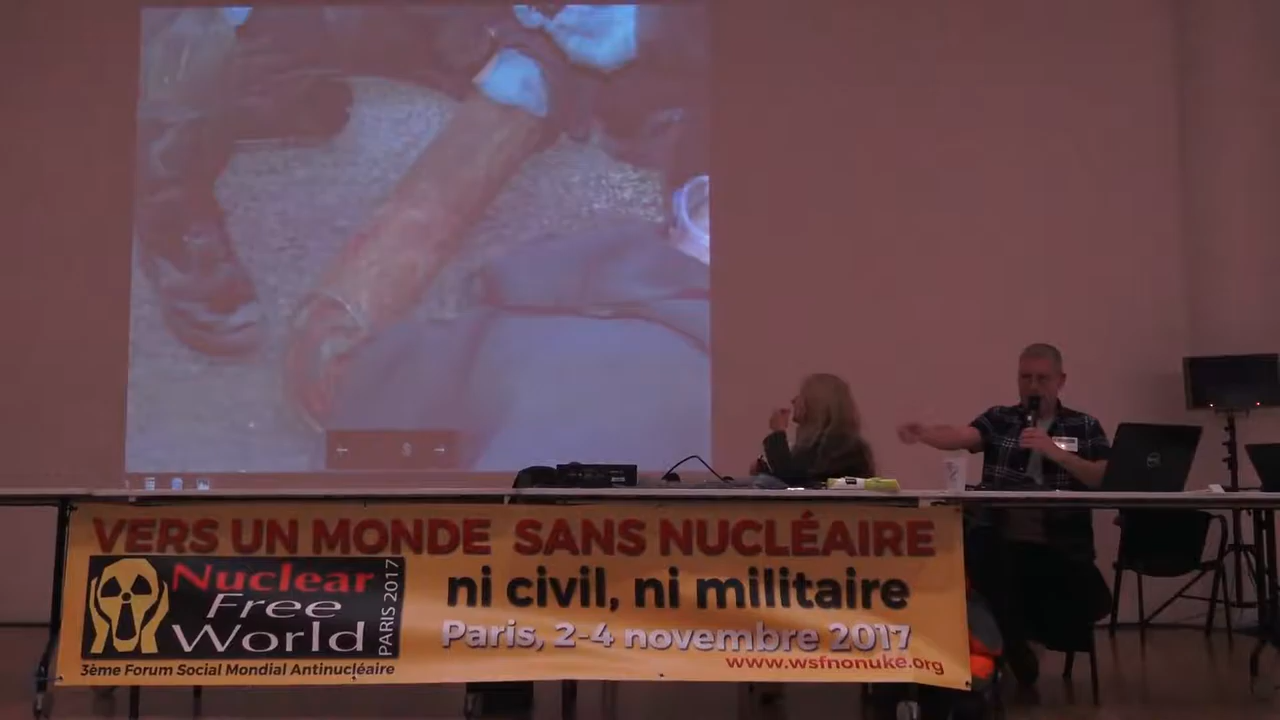 VERS UN MONDE SANS NUCLÉAIRE
Nuclear
Free
World
PARIS 2017
ni civil, ni militaire
Paris, 2-4 novembre 2017
www.wsfnonuke.org
3ème Forum Social Mondial Antinucléaire
DELL